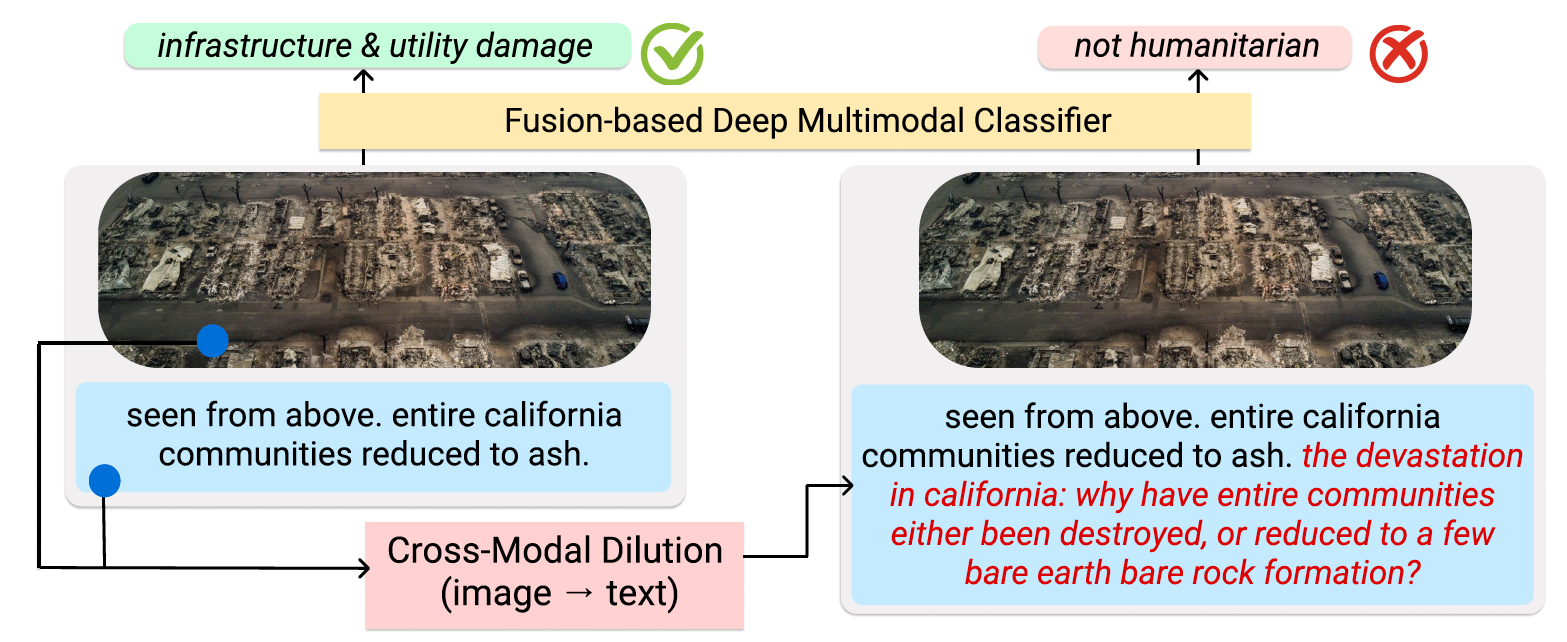 infrastructure & utility damage
not humanitarian
Fusion-based Deep Multimodal Classifier
seen from above. entire california
communities reduced to ash.
Cross-Modal Dilution
(image → text)
seen from above. entire california
communities reduced to ash. the devastation
in california: why have entire communities
either been destroyed, or reduced to a few
bare earth bare rock formation?